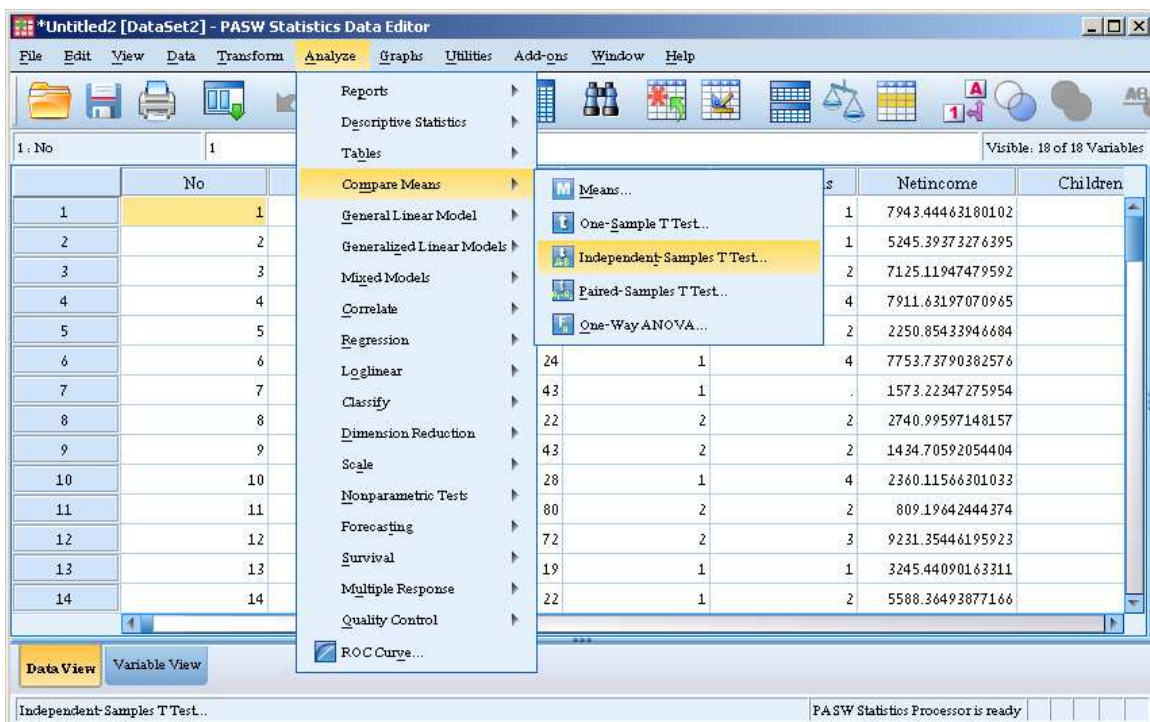 *Untitled2 [DataSet2] - PASW Statistics Data Editor
File Edit View Data Transform Analyze Graphs Utilities Add-ons Window Help
A
1
1 : No 1 Visible: 18 of 18 Variables
No s Netincome Children
1 1 1 7943.44463180102
2 2 1 5245.39373276395
3 3 2 7125.11947479592
4 4 4 7911.63197070965
5 5 2 2250.85433946684
6 6 24 1 4 7753.73790382576
7 7 43 1 . 1573.22347275954
8 8 22 2 2 2740.99597148157
9 9 43 2 2 1434.70592054404
10 10 28 1 4 2360.11566301033
11 11 80 2 2 809.19642444374
12 12 72 2 3 9231.35446195923
13 13 19 1 1 3245.44090163311
14 14 22 1 2 5588.36493877166
Reports
Descriptive Statistics
Tables
Compare Means
General Linear Model
Generalized Linear Models
Mixed Models
Correlate
Regression
Loglinear
Classify
Dimension Reduction
Scale
Nonparametric Tests
Forecasting
Survival
Multiple Response
Quality Control
ROC Curve...
M Means...
t One-Sample T Test...
Independent-Samples T Test...
Paired-Samples T Test...
One-Way ANOVA...
Data View Variable View
Independent-Samples T Test... PASW Statistics Processor is ready